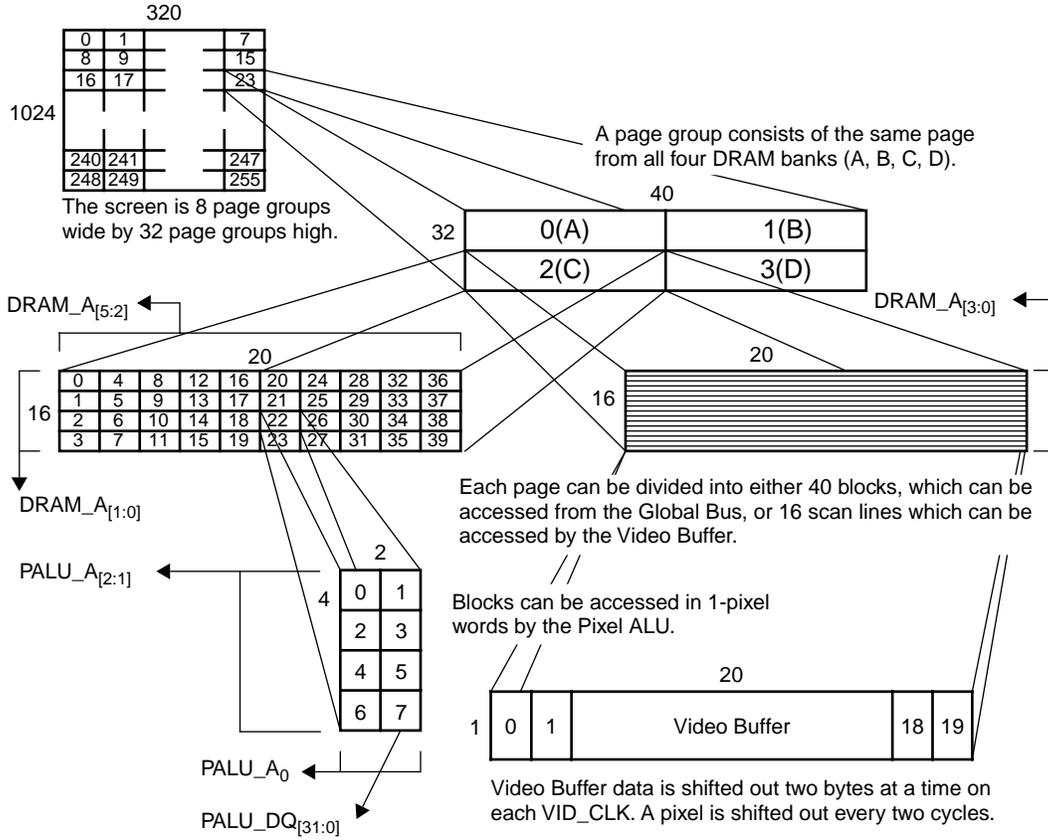 320
0 1 7
8 9 15
16 17 23
1024
240 241 247
248 249 255
The screen is 8 page groups
wide by 32 page groups high.
A page group consists of the same page
from all four DRAM banks (A, B, C, D).
40
32
0(A) 1(B)
2(C) 3(D)
DRAM_A[5:2]
DRAM_A[3:0]
20
16
0 4 8 12 16 20 24 28 32 36
1 5 9 13 17 21 25 29 33 37
2 6 10 14 18 22 26 30 34 38
3 7 11 15 19 23 27 31 35 39
DRAM_A[1:0]
20
16
Each page can be divided into either 40 blocks, which can be
accessed from the Global Bus, or 16 scan lines which can be
accessed by the Video Buffer.
PALU_A[2:1]
2
4
0 1
2 3
4 5
6 7
PALU_A0
PALU_DQ[31:0]
Blocks can be accessed in 1-pixel
words by the Pixel ALU.
20
1
0 1 Video Buffer 18 19
Video Buffer data is shifted out two bytes at a time on
each VID_CLK. A pixel is shifted out every two cycles.